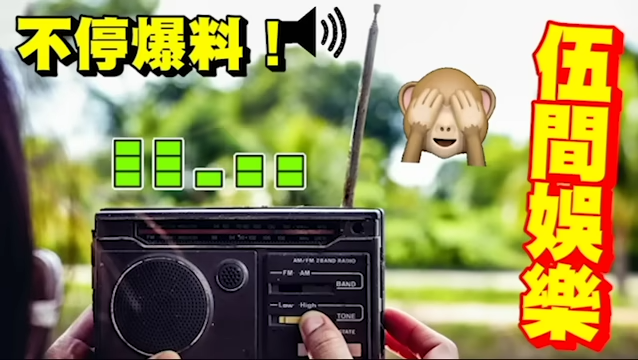 不停爆料！
伍間娛樂
AM/FM 2 BAND RADIO
FM AM
BAND
Low High
TONE
STATE